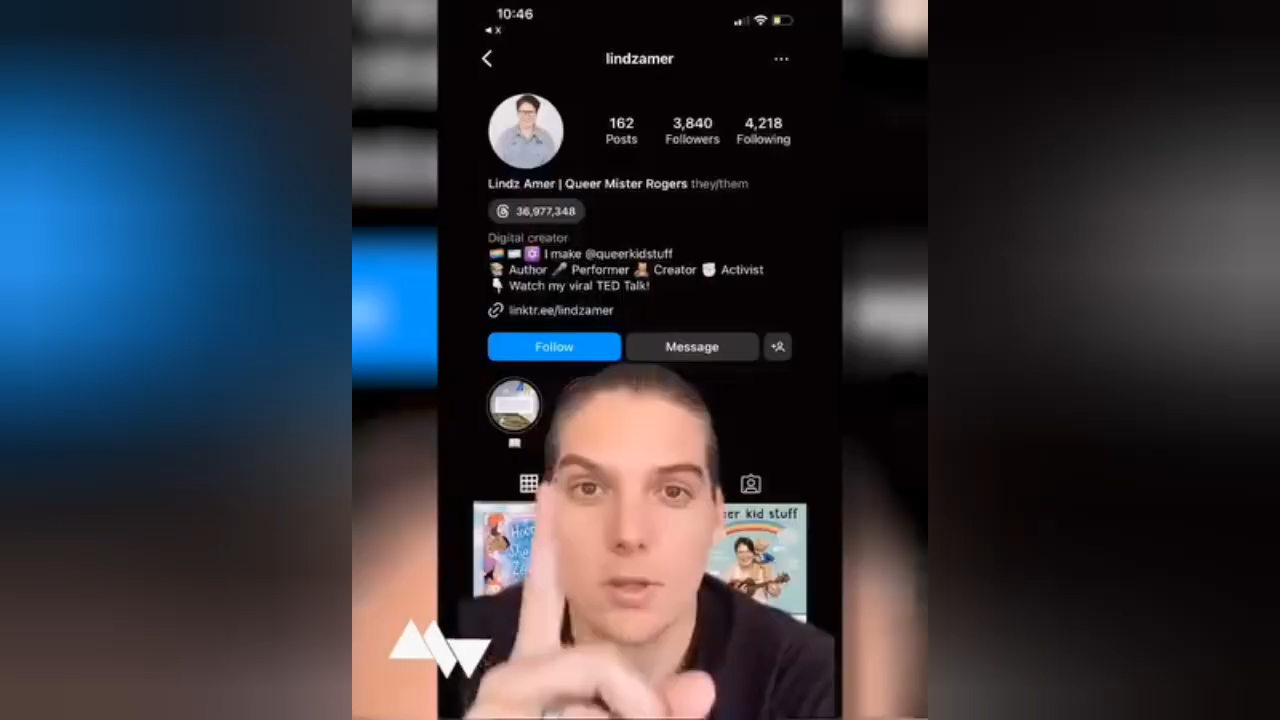 10:46
X
lindzamer
162
3,840
4,218
Posts
Followers
Following
Lindz Amer | Queer Mister Rogers they/them
36,977,348
Digital creator
I make @queerkidstuff
Author Performer Creator Activist
Watch my viral TED Talk!
linktr.ee/lindzamer
Follow
Message
kid stuff